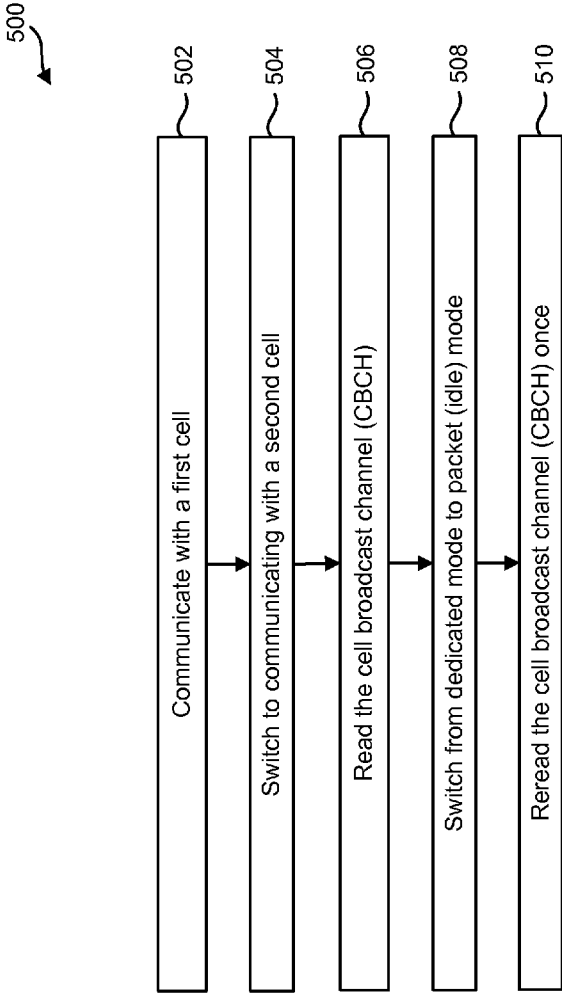 500
Communicate with a first cell
502
Switch to communicating with a second cell
504
Read the cell broadcast channel (CBCH)
506
Switch from dedicated mode to packet (idle) mode
508
Reread the cell broadcast channel (CBCH) once
510